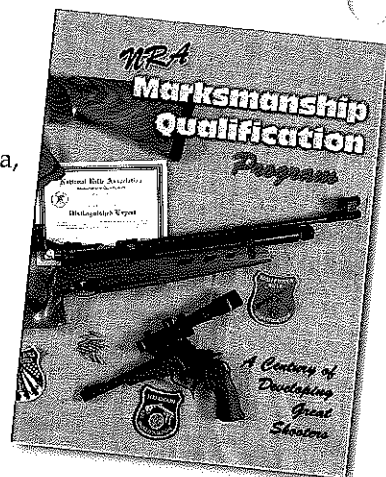 a,
NRA
Marksmanship
Qualification
Program
National Rifle Association
Distinguished Expert
A Century of
Developing
Great
Shooters